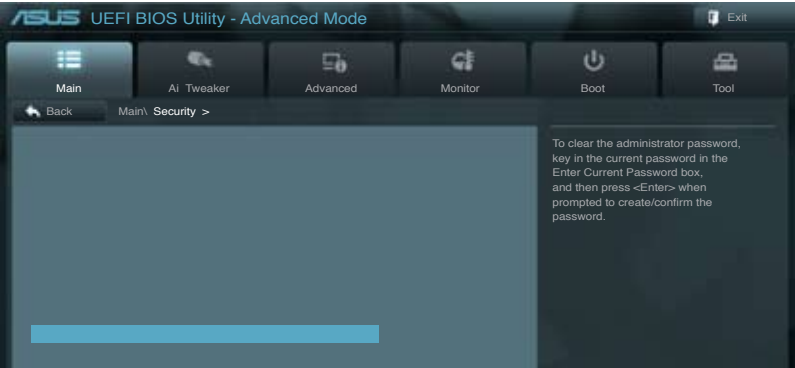 ASUS UEFI BIOS Utility - Advanced Mode
Exit
Main
Ai Tweaker
Advanced
Monitor
Boot
Tool
Back
Main\ Security >
To clear the administrator password,
key in the current password in the
Enter Current Password box,
and then press <Enter> when
prompted to create/confirm the
password.